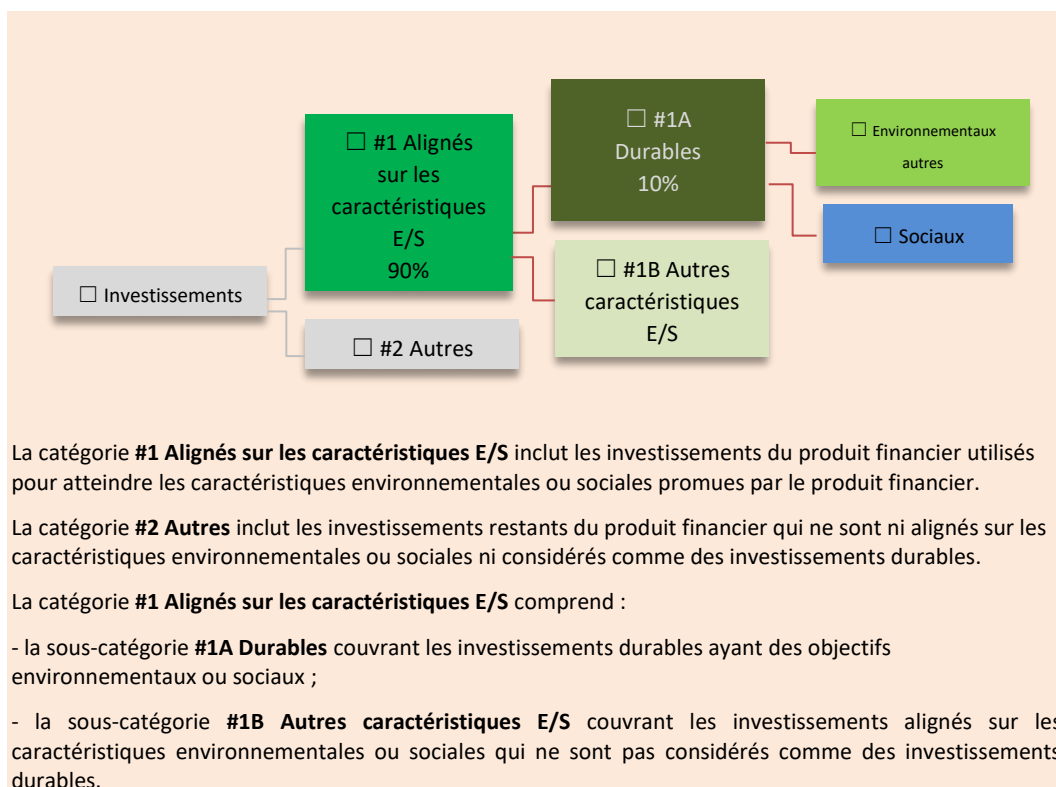 ☐ #1 Alignés
sur les
caractéristiques
E/S
90%
☐ #1A
Durables
10%
☐ Environnementaux
autres
☐ Sociaux
☐ #1B Autres
caractéristiques
E/S
☐ Investissements
☐ #2 Autres
La catégorie #1 Alignés sur les caractéristiques E/S inclut les investissements du produit financier utilisés
pour atteindre les caractéristiques environnementales ou sociales promues par le produit financier.
La catégorie #2 Autres inclut les investissements restants du produit financier qui ne sont ni alignés sur les
caractéristiques environnementales ou sociales ni considérés comme des investissements durables.
La catégorie #1 Alignés sur les caractéristiques E/S comprend :
- la sous-catégorie #1A Durables couvrant les investissements durables ayant des objectifs
environnementaux ou sociaux ;
- la sous-catégorie #1B Autres caractéristiques E/S couvrant les investissements alignés sur les
caractéristiques environnementales ou sociales qui ne sont pas considérés comme des investissements
durables.